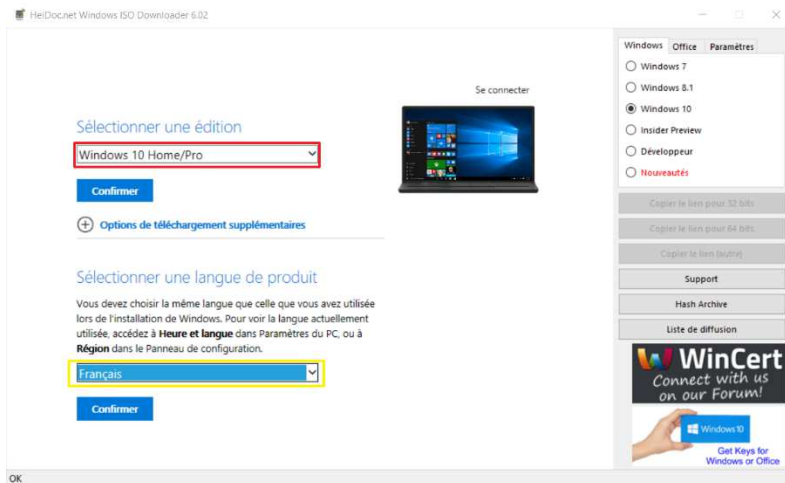 HeiDoc.net Windows ISO Downloader 6.02
Se connecter
Sélectionner une édition
Windows 10 Home/Pro
Confirmer
Options de téléchargement supplémentaires
Sélectionner une langue de produit
Vous devez choisir la même langue que celle que vous avez utilisée
lors de l'installation de Windows. Pour voir la langue actuellement
utilisée, accédez à Heure et langue dans Paramètres du PC, ou à
Région dans le Panneau de configuration.
Français
Confirmer
Windows Office Paramètres
Windows 7
Windows 8.1
Windows 10
Insider Preview
Développeur
Nouveautés
Copier le lien pour 32 bits
Copier le lien pour 64 bits
Copier le lien (autre)
Support
Hash Archive
Liste de diffusion
WinCert
Connect with us
on our Forum!
Windows 10
Get Keys for
Windows or Office
OK